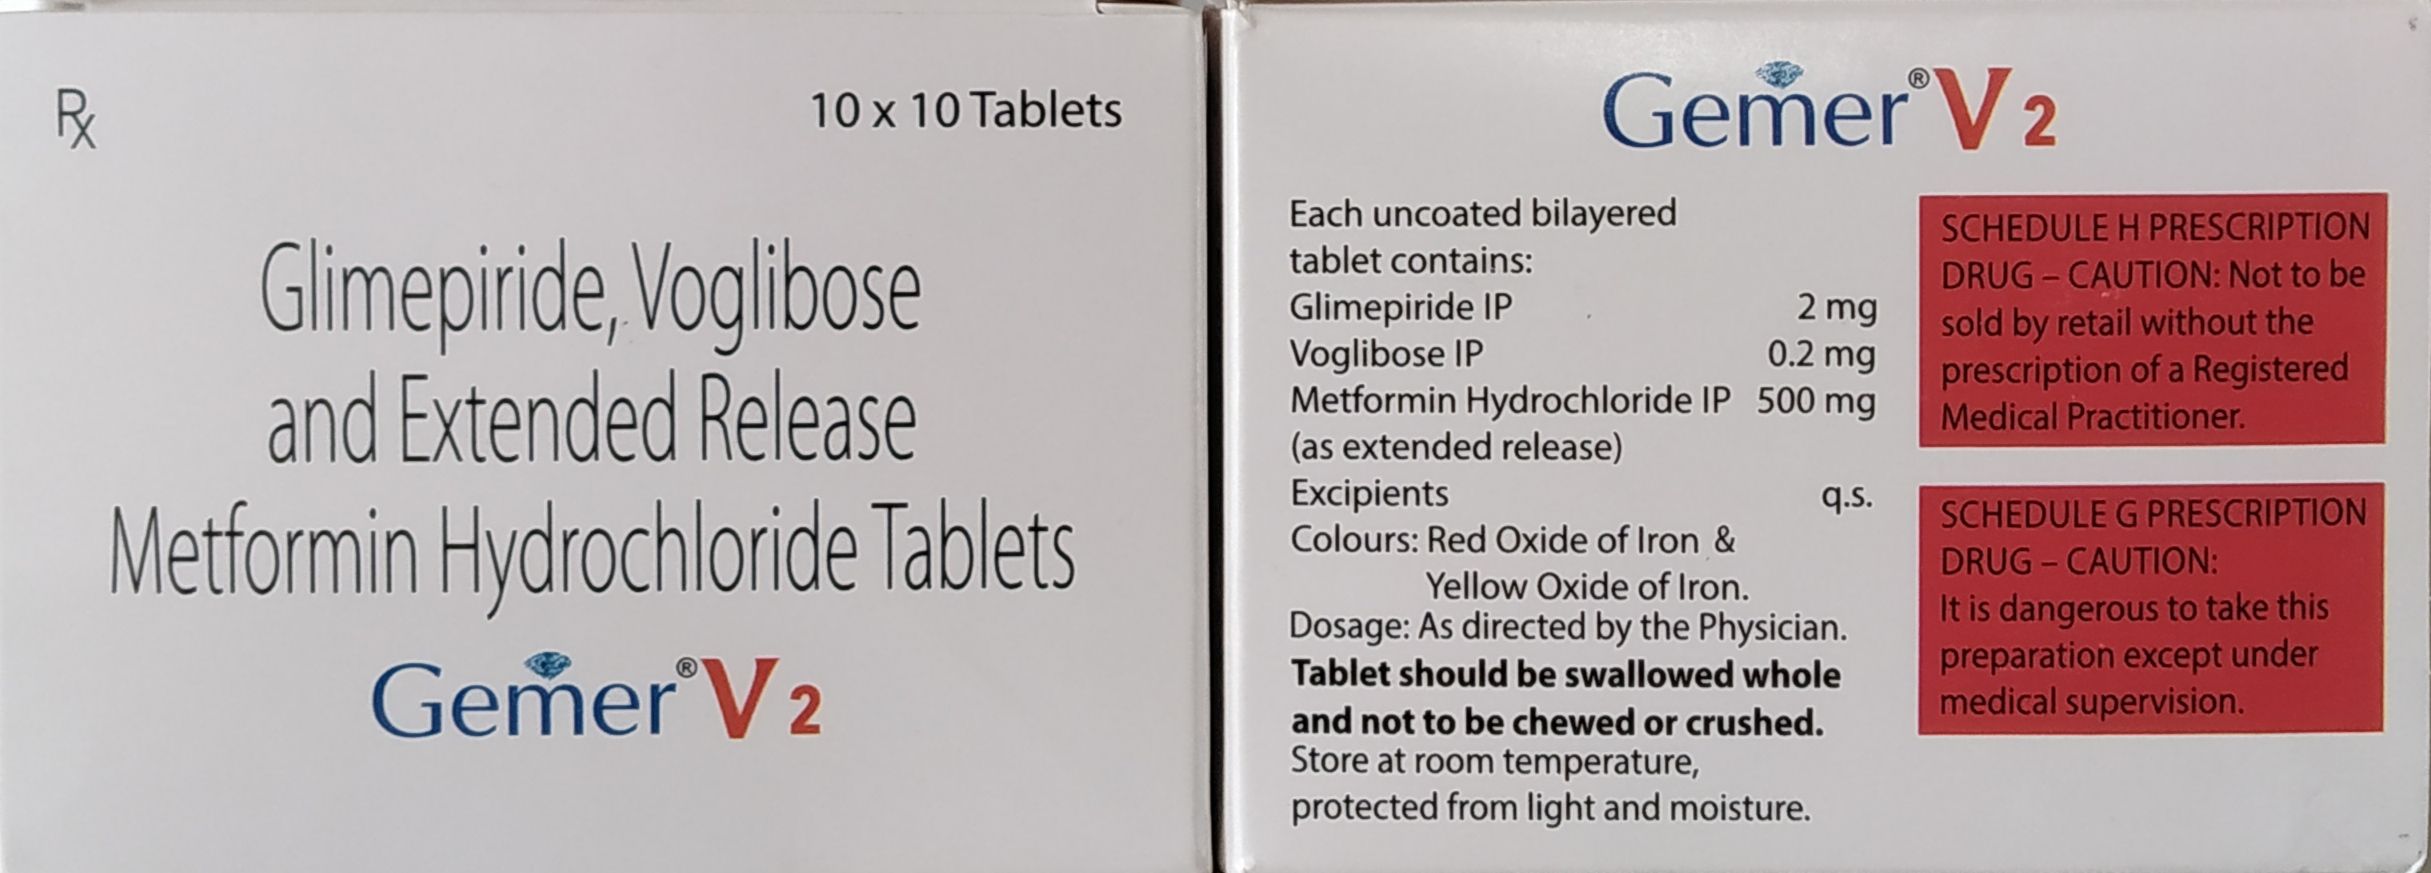 Rx
10 x 10 Tablets
Glimepiride, Voglibose
and Extended Release
Metformin Hydrochloride Tablets
Gemer® V 2
Gemer® V 2
Each uncoated bilayered
tablet contains:
Glimepiride IP 2 mg
Voglibose IP 0.2 mg
Metformin Hydrochloride IP 500 mg
(as extended release)
Excipients q.s.
Colours: Red Oxide of Iron &
Yellow Oxide of Iron.
Dosage: As directed by the Physician.
Tablet should be swallowed whole
and not to be chewed or crushed.
Store at room temperature,
protected from light and moisture.
SCHEDULE H PRESCRIPTION
DRUG – CAUTION: Not to be
sold by retail without the
prescription of a Registered
Medical Practitioner.
SCHEDULE G PRESCRIPTION
DRUG – CAUTION:
It is dangerous to take this
preparation except under
medical supervision.